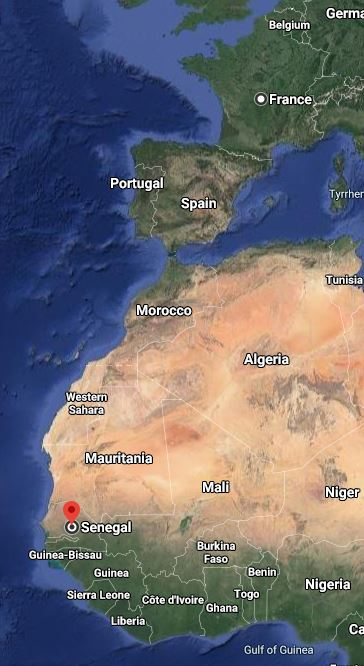 Belgium
Germa
France
Portugal
Spain
Tyrrhen
Tunisia
Morocco
Algeria
Western
Sahara
Mauritania
Mali
Niger
Senegal
Guinea-Bissau
Burkina
Faso
Guinea
Benin
Nigeria
Sierra Leone
Côte d'Ivoire
Togo
Ghana
Liberia
Ca
Gulf of Guinea